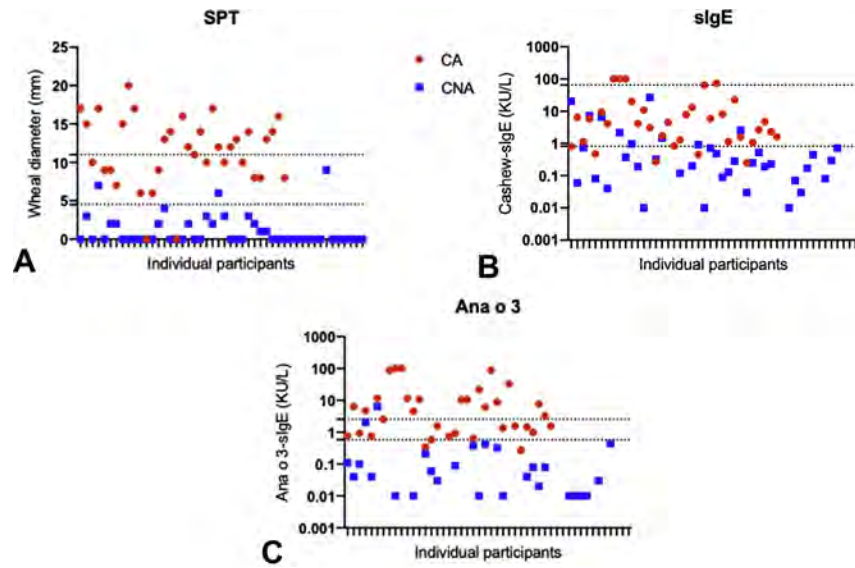 SPT
25
20
15
10
5
0
Wheal diameter (mm)
Individual participants
A
CA
CNA
sIgE
1000
100
10
1
0.1
0.01
0.001
Cashew-sIgE (KU/L)
Individual participants
B
Ana o 3
1000
100
10
1
0.1
0.01
0.001
Ana o 3-sIgE (KU/L)
Individual participants
C